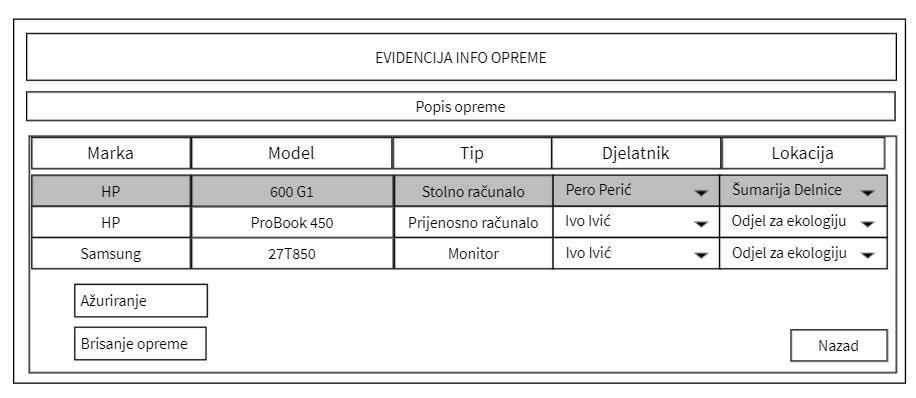 EVIDENCIJA INFO OPREME
Popis opreme
Marka Model Tip Djelatnik Lokacija
HP 600 G1 Stolno računalo Pero Perić Šumarija Delnice
HP ProBook 450 Prijenosno računalo Ivo Ivić Odjel za ekologiju
Samsung 27T850 Monitor Ivo Ivić Odjel za ekologiju
Ažuriranje
Brisanje opreme
Nazad